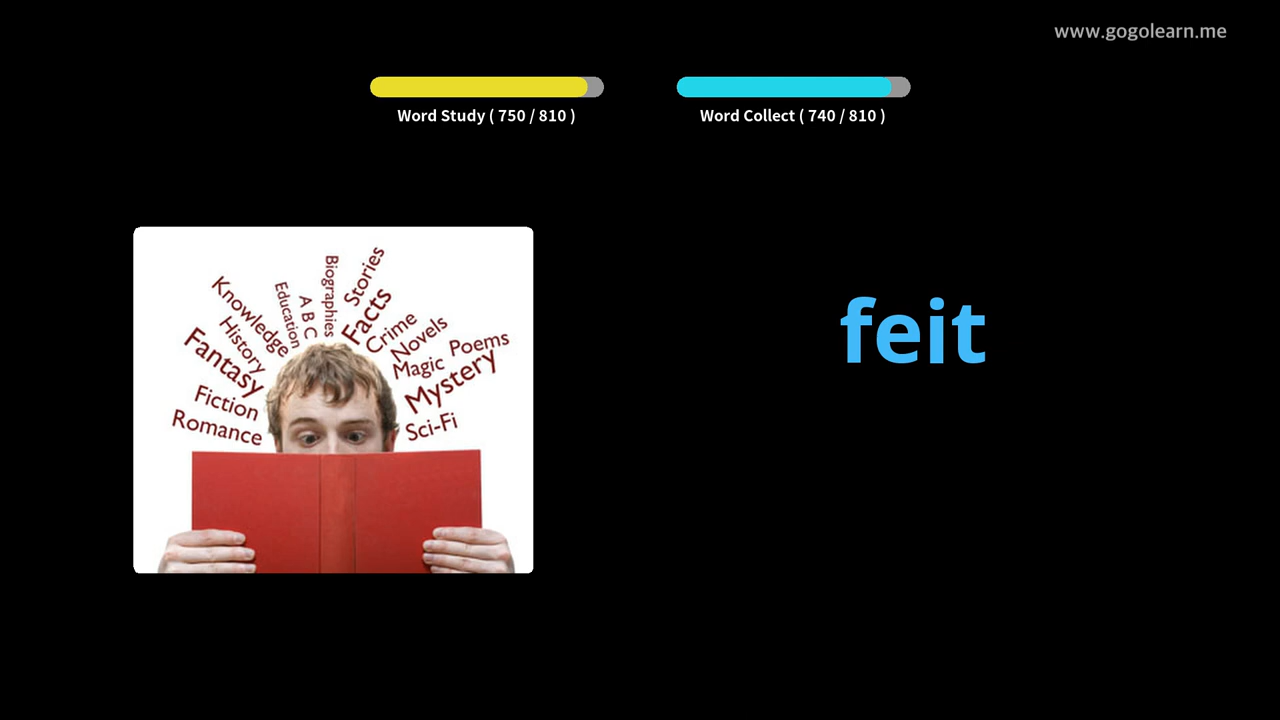 www.gogolearn.me
Word Study ( 750 / 810 )
Word Collect ( 740 / 810 )
Biographies
Stories
Education
A B C
Facts
Knowledge
Crime
History
Novels
Fantasy
Magic
Poems
Mystery
Fiction
Romance
Sci-Fi
feit